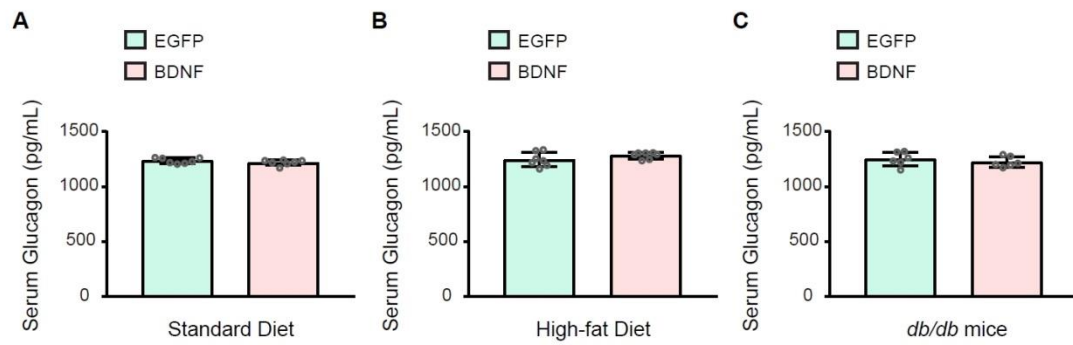 A
EGFP
BDNF
Serum Glucagon (pg/mL)
1500
1000
500
0
Standard Diet
B
EGFP
BDNF
Serum Glucagon (pg/mL)
1500
1000
500
0
High-fat Diet
C
EGFP
BDNF
Serum Glucagon (pg/mL)
1500
1000
500
0
db/db mice